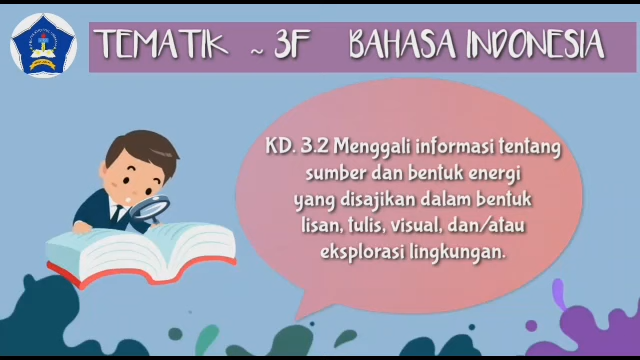 TEMATIK ~ 3F BAHASA INDONESIA
KD. 3.2 Menggali informasi tentang
sumber dan bentuk energi
yang disajikan dalam bentuk
lisan, tulis, visual, dan/atau
eksplorasi lingkungan.